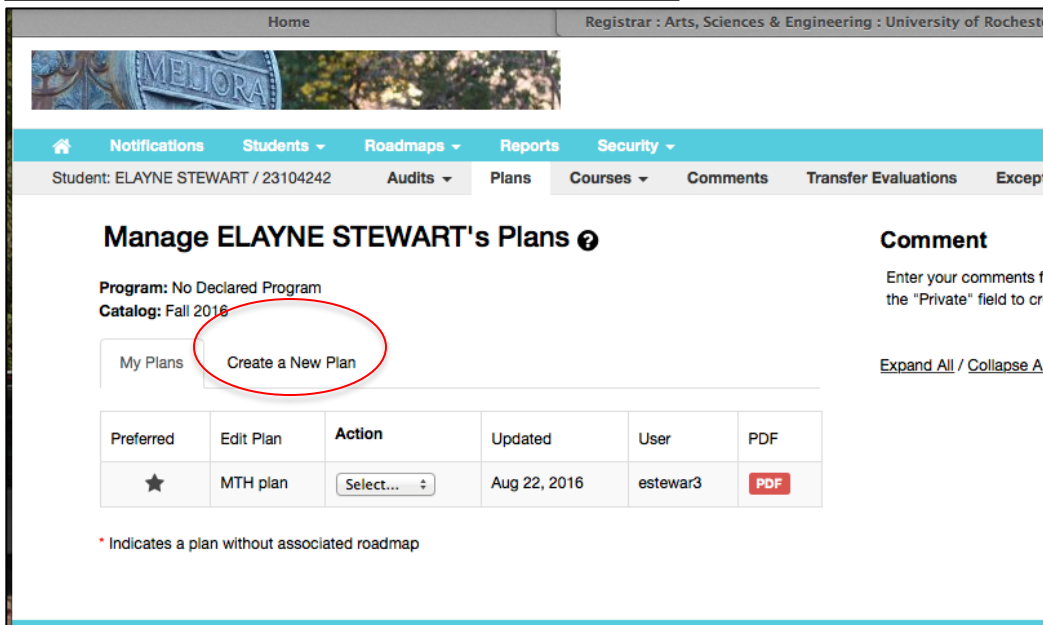 Home
Registrar : Arts, Sciences & Engineering : University of Rochest
MELIORA
Notifications Students Roadmaps Reports Security
Student: ELAYNE STEWART / 23104242 Audits Plans Courses Comments Transfer Evaluations Excep
Manage ELAYNE STEWART's Plans ?
Comment
Enter your comments f
the "Private" field to cr
Program: No Declared Program
Catalog: Fall 2016
My Plans Create a New Plan
Expand All / Collapse A
Preferred Edit Plan Action Updated User PDF
MTH plan Select... Aug 22, 2016 estewar3 PDF
* Indicates a plan without associated roadmap